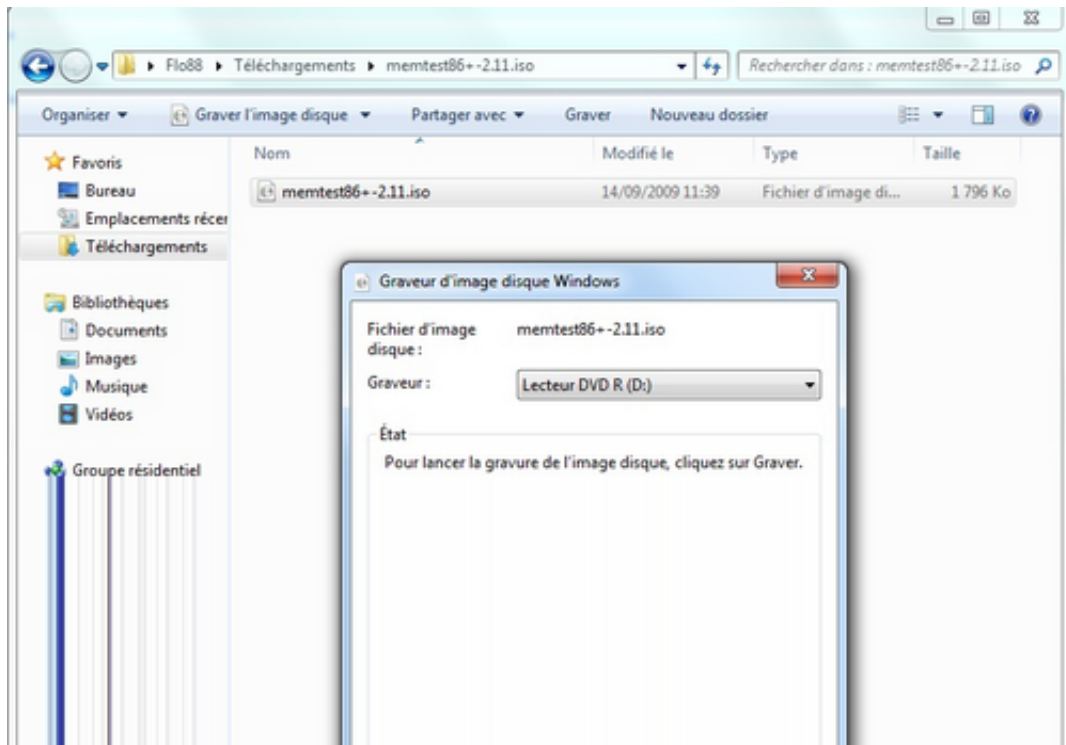 Flo88 Téléchargements memtest86+-2.11.iso Rechercher dans : memtest86+-2.11.iso
Organiser Graver l'image disque Partager avec Graver Nouveau dossier
Favoris
Bureau
Emplacements récen
Téléchargements
Bibliothèques
Documents
Images
Musique
Vidéos
Groupe résidentiel
Nom Modifié le Type Taille
memtest86+-2.11.iso 14/09/2009 11:39 Fichier d'image di... 1 796 Ko
Graveur d'image disque Windows
Fichier d'image disque : memtest86+-2.11.iso
Graveur : Lecteur DVD R (D:)
État
Pour lancer la gravure de l'image disque, cliquez sur Graver.